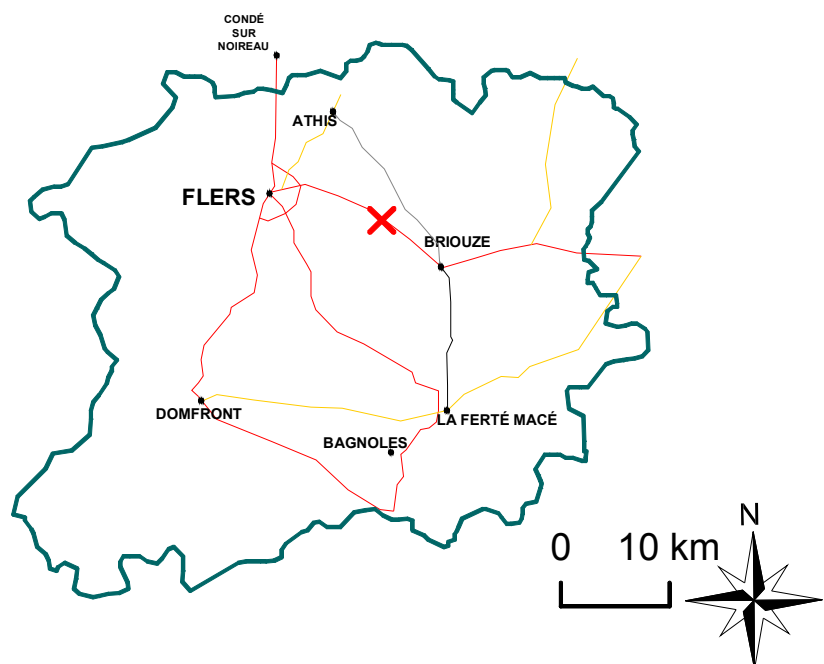 CONDÉ
SUR
NOIREAU
ATHIS
FLERS
BRIOUZE
DOMFRONT
LA FERTÉ MACÉ
BAGNOLES
N
0 10 km